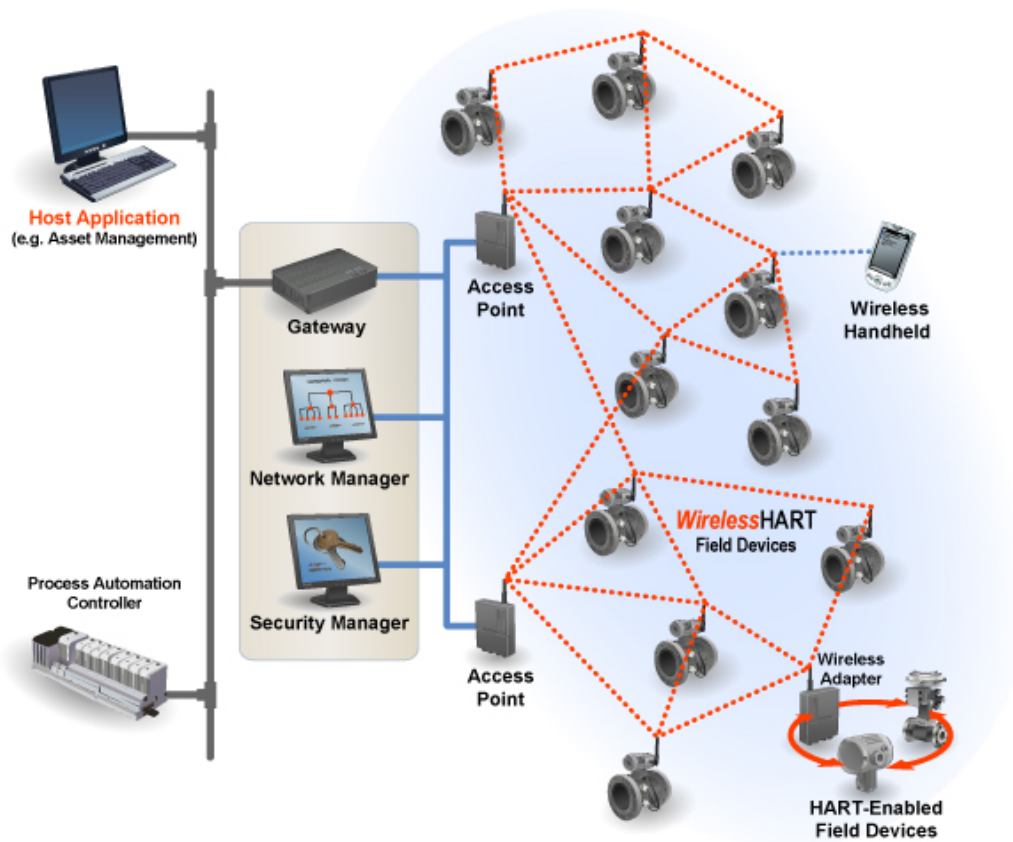 Host Application
(e.g. Asset Management)
Gateway
Network Manager
Security Manager
Process Automation
Controller
Access
Point
Wireless
Handheld
WirelessHART
Field Devices
Access
Point
Wireless
Adapter
HART-Enabled
Field Devices